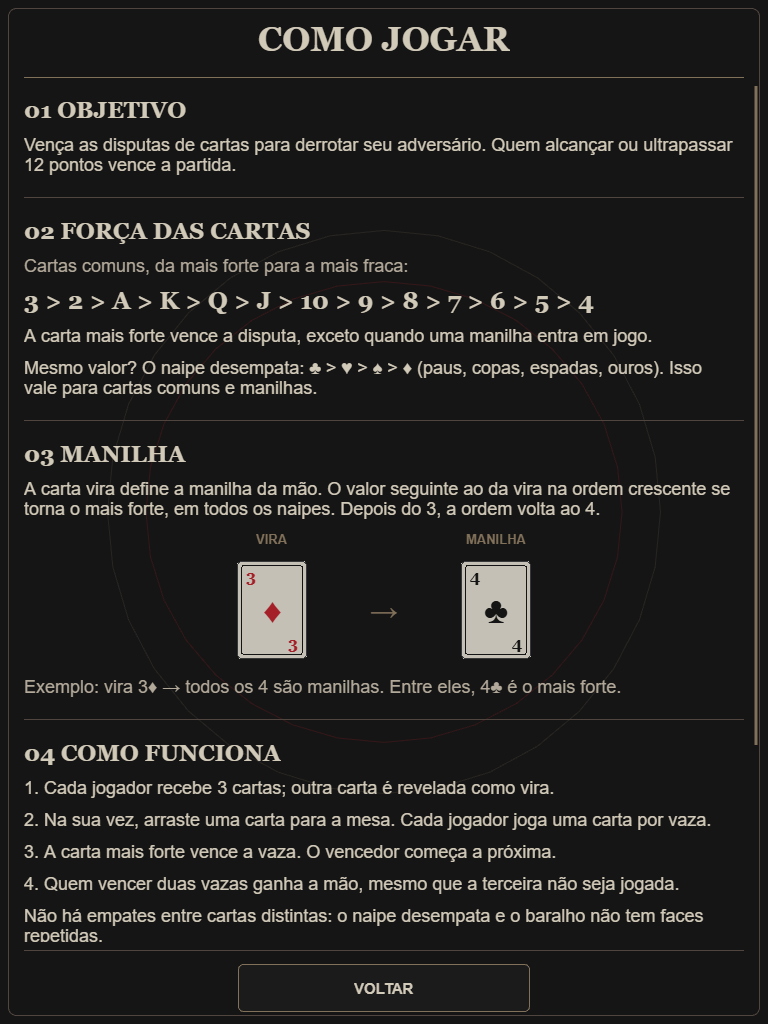 COMO JOGAR
01 OBJETIVO
Vença as disputas de cartas para derrotar seu adversário. Quem alcançar ou ultrapassar
12 pontos vence a partida.
02 FORÇA DAS CARTAS
Cartas comuns, da mais forte para a mais fraca:
3 > 2 > A > K > Q > J > 10 > 9 > 8 > 7 > 6 > 5 > 4
A carta mais forte vence a disputa, exceto quando uma manilha entra em jogo.
Mesmo valor? O naipe desempata: ♣ > ♥ > ♠ > ♦ (paus, copas, espadas, ouros). Isso
vale para cartas comuns e manilhas.
03 MANILHA
A carta vira define a manilha da mão. O valor seguinte ao da vira na ordem crescente se
torna o mais forte, em todos os naipes. Depois do 3, a ordem volta ao 4.
VIRA MANILHA
3 4
♦ → ♣
3 4
Exemplo: vira 3♦ → todos os 4 são manilhas. Entre eles, 4♣ é o mais forte.
04 COMO FUNCIONA
1. Cada jogador recebe 3 cartas; outra carta é revelada como vira.
2. Na sua vez, arraste uma carta para a mesa. Cada jogador joga uma carta por vaza.
3. A carta mais forte vence a vaza. O vencedor começa a próxima.
4. Quem vencer duas vazas ganha a mão, mesmo que a terceira não seja jogada.
Não há empates entre cartas distintas: o naipe desempata e o baralho não tem faces
repetidas.
VOLTAR